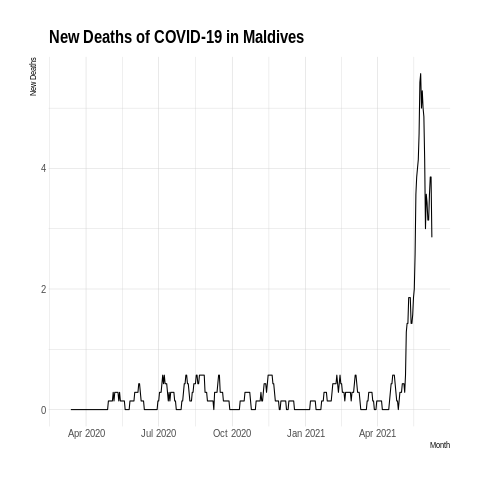 New Deaths of COVID-19 in Maldives
New Deaths
4
2
0
Apr 2020 Jul 2020 Oct 2020 Jan 2021 Apr 2021
Month